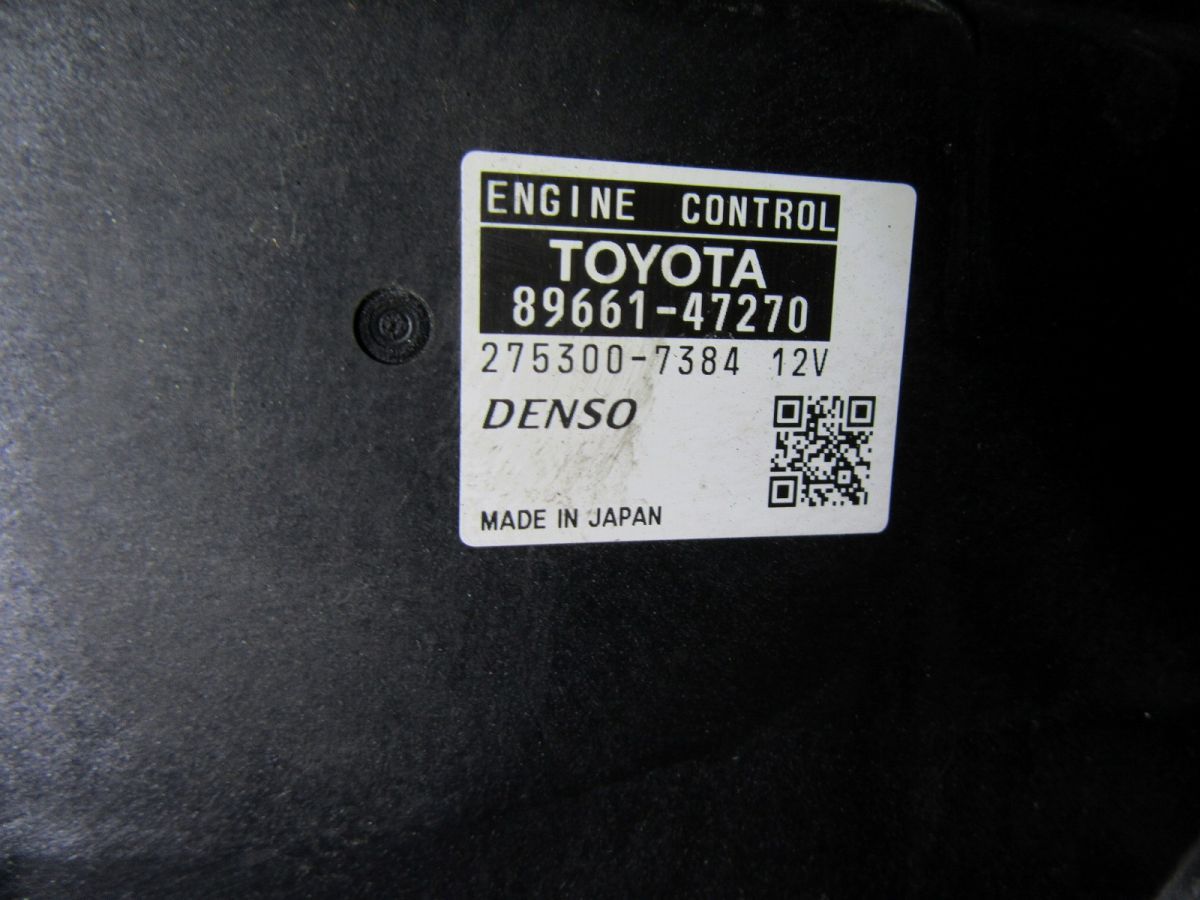 ENGINE CONTROL
TOYOTA
89661-47270
275300-7384 12V
DENSO
MADE IN JAPAN